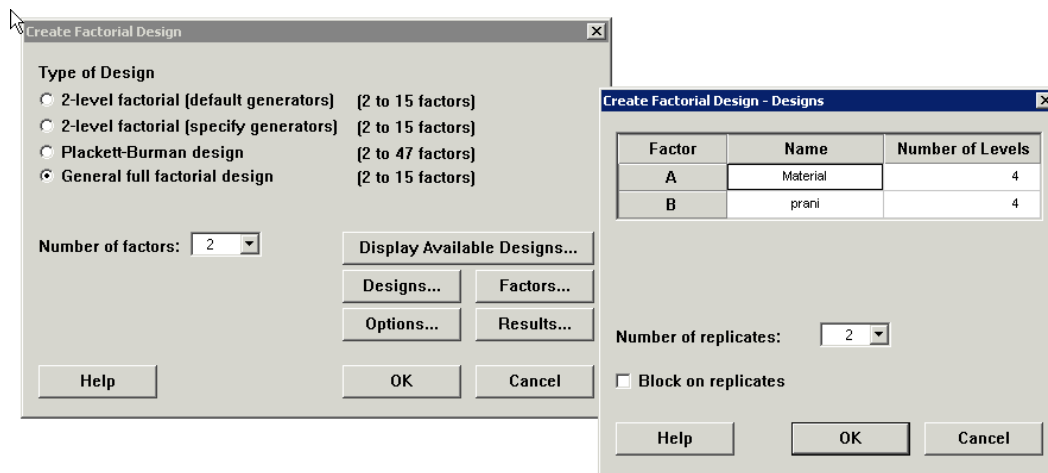 Create Factorial Design
Type of Design
2-level factorial (default generators) (2 to 15 factors)
2-level factorial (specify generators) (2 to 15 factors)
Plackett-Burman design (2 to 47 factors)
General full factorial design (2 to 15 factors)
Number of factors: 2
Display Available Designs...
Designs... Factors...
Options... Results...
Help OK Cancel
Create Factorial Design - Designs
Factor Name Number of Levels
A Material 4
B prani 4
Number of replicates: 2
Block on replicates
Help OK Cancel